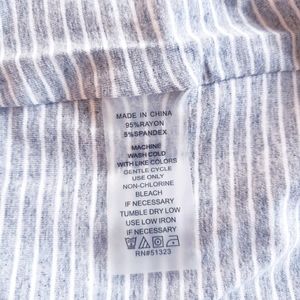 MADE IN CHINA
95%RAYON
5%SPANDEX
MACHINE
WASH COLD
WITH LIKE COLORS
GENTLE CYCLE
USE ONLY
NON-CHLORINE
BLEACH
IF NECESSARY
TUMBLE DRY LOW
USE LOW IRON
IF NECESSARY
RN#51323